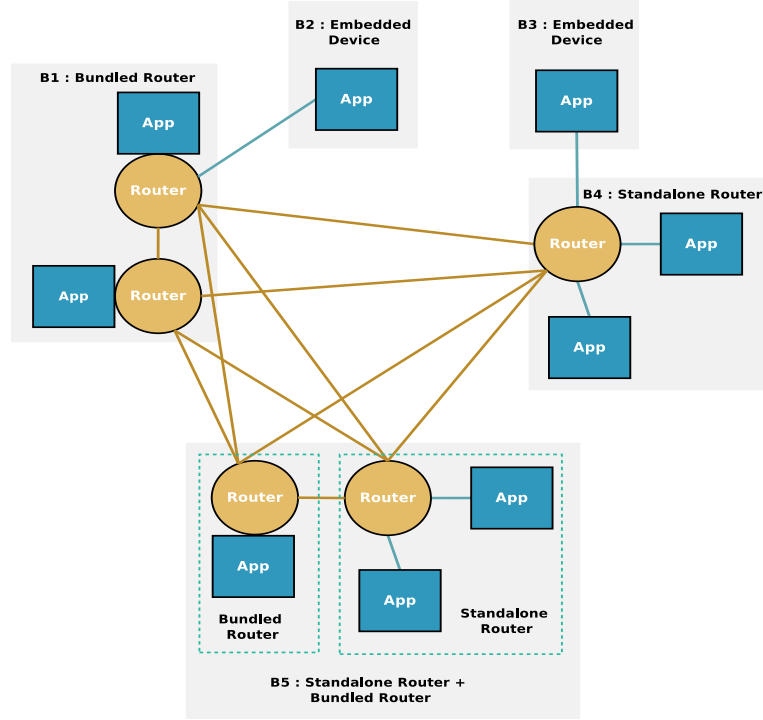 B2 : Embedded
Device
B3 : Embedded
Device
B1 : Bundled Router
App
App
App
Router
B4 : Standalone Router
Router
App
App
Router
App
Router
Router
App
App
App
Bundled
Router
Standalone
Router
B5 : Standalone Router +
Bundled Router